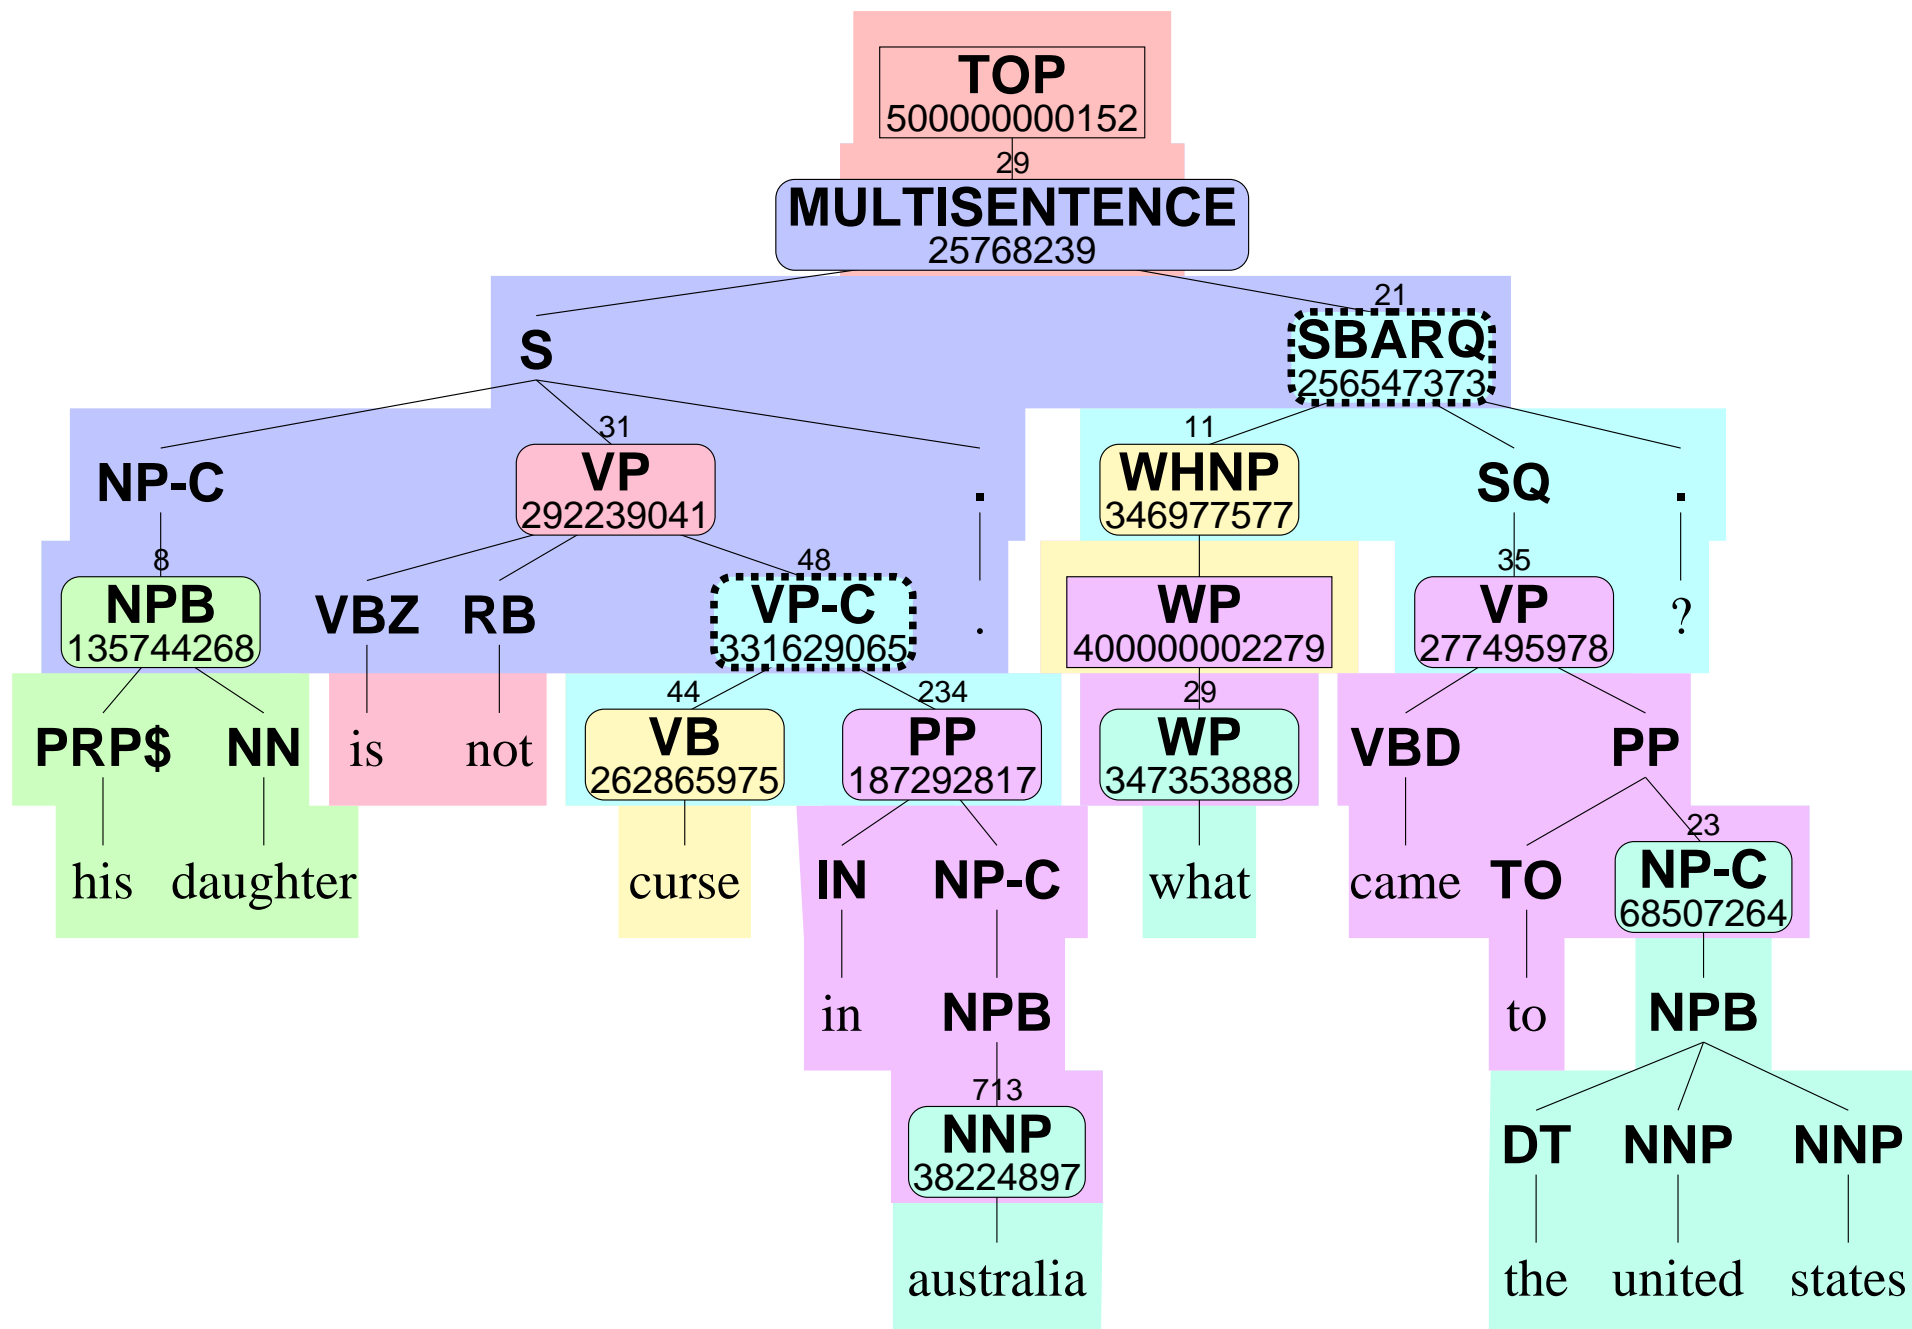 TOP
500000000152
29
MULTISENTENCE
25768239
21
S SBARQ
256547373
31 11
NP-C VP . WHNP SQ .
292239041 346977577
8 48 35
NPB VBZ RB VP-C . WP VP ?
135744268 331629065 400000002279 277495978
44 234 29
PRP$ NN is not VB PP WP VBD PP
262865975 187292817 347353888
23
his daughter curse IN NP-C what came TO NP-C
68507264
in NPB to NPB
713
NNP DT NNP NNP
38224897
australia the united states